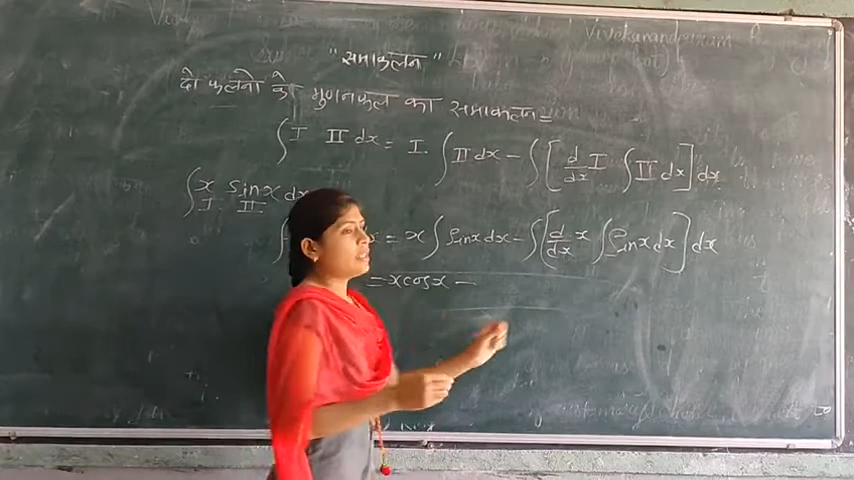 "समाकलन"
दो फलनो के गुणनफल का समाकलन=
∫I II dx = I. ∫II dx − ∫[d/dx I ∫II dx] dx
∫x sinx dx
I II
∫ = x ∫sinx dx − ∫[d/dx x ∫sinx dx] dx
= x cosx −